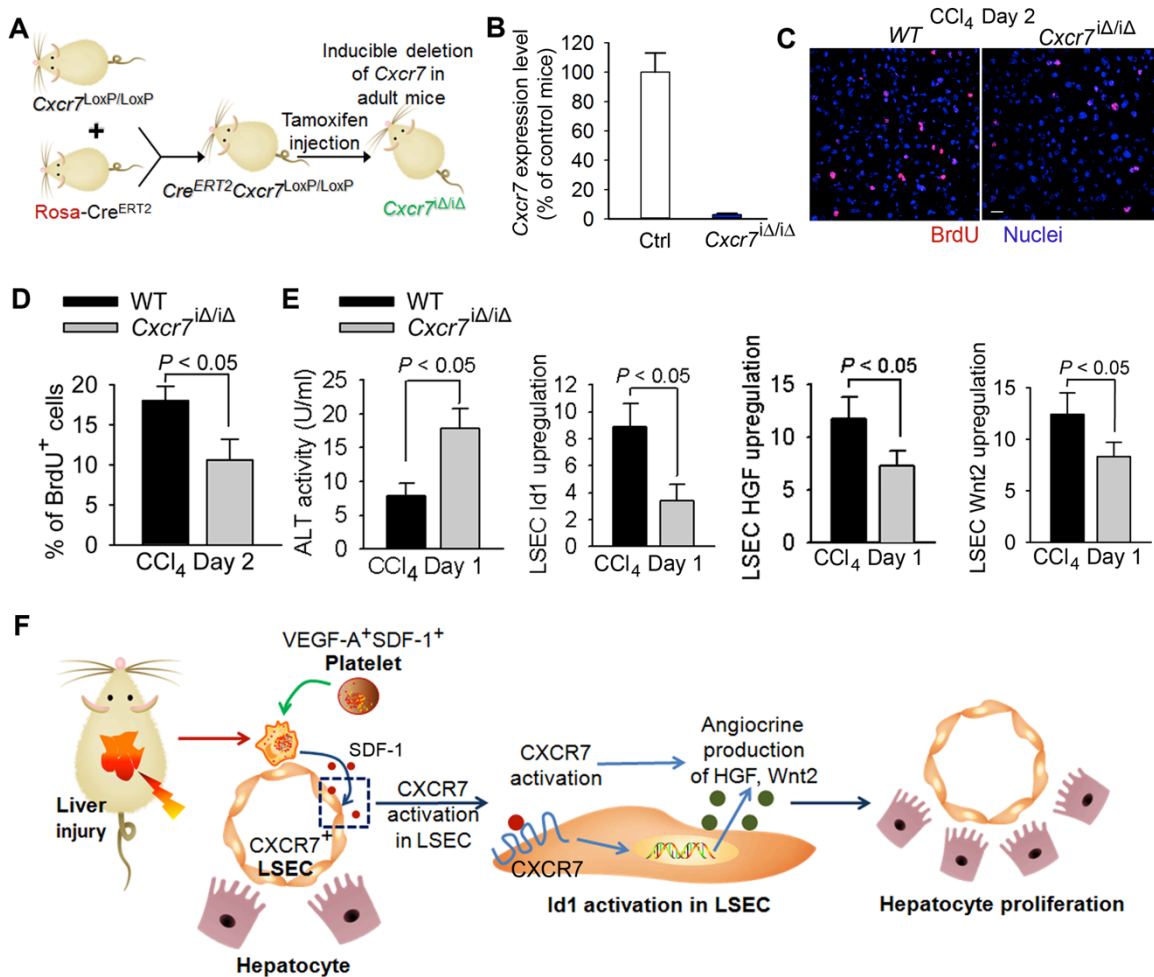 A
Cxcr7LoxP/LoxP
+
Rosa-CreERT2
CreERT2Cxcr7LoxP/LoxP
Tamoxifen
injection
Inducible deletion
of Cxcr7 in
adult mice
Cxcr7iΔ/iΔ
B
Cxcr7 expression level
(% of control mice)
120
100
80
60
40
20
0
Ctrl
Cxcr7iΔ/iΔ
C
CCl4 Day 2
WT
Cxcr7iΔ/iΔ
BrdU
Nuclei
D
WT
Cxcr7iΔ/iΔ
P < 0.05
% of BrdU+ cells
20
15
10
5
0
CCl4 Day 2
E
WT
Cxcr7iΔ/iΔ
P < 0.05
ALT activity (U/ml)
25
20
15
10
5
0
CCl4 Day 1
P < 0.05
LSEC Id1 upregulation
12
10
8
6
4
2
0
CCl4 Day 1
P < 0.05
LSEC HGF upregulation
15
10
5
0
CCl4 Day 1
P < 0.05
LSEC Wnt2 upregulation
15
10
5
0
CCl4 Day 1
F
Liver
injury
VEGF-A+SDF-1+
Platelet
SDF-1
CXCR7+
LSEC
Hepatocyte
CXCR7
activation
in LSEC
CXCR7
activation
Angiocrine
production
of HGF, Wnt2
CXCR7
Id1 activation in LSEC
Hepatocyte proliferation